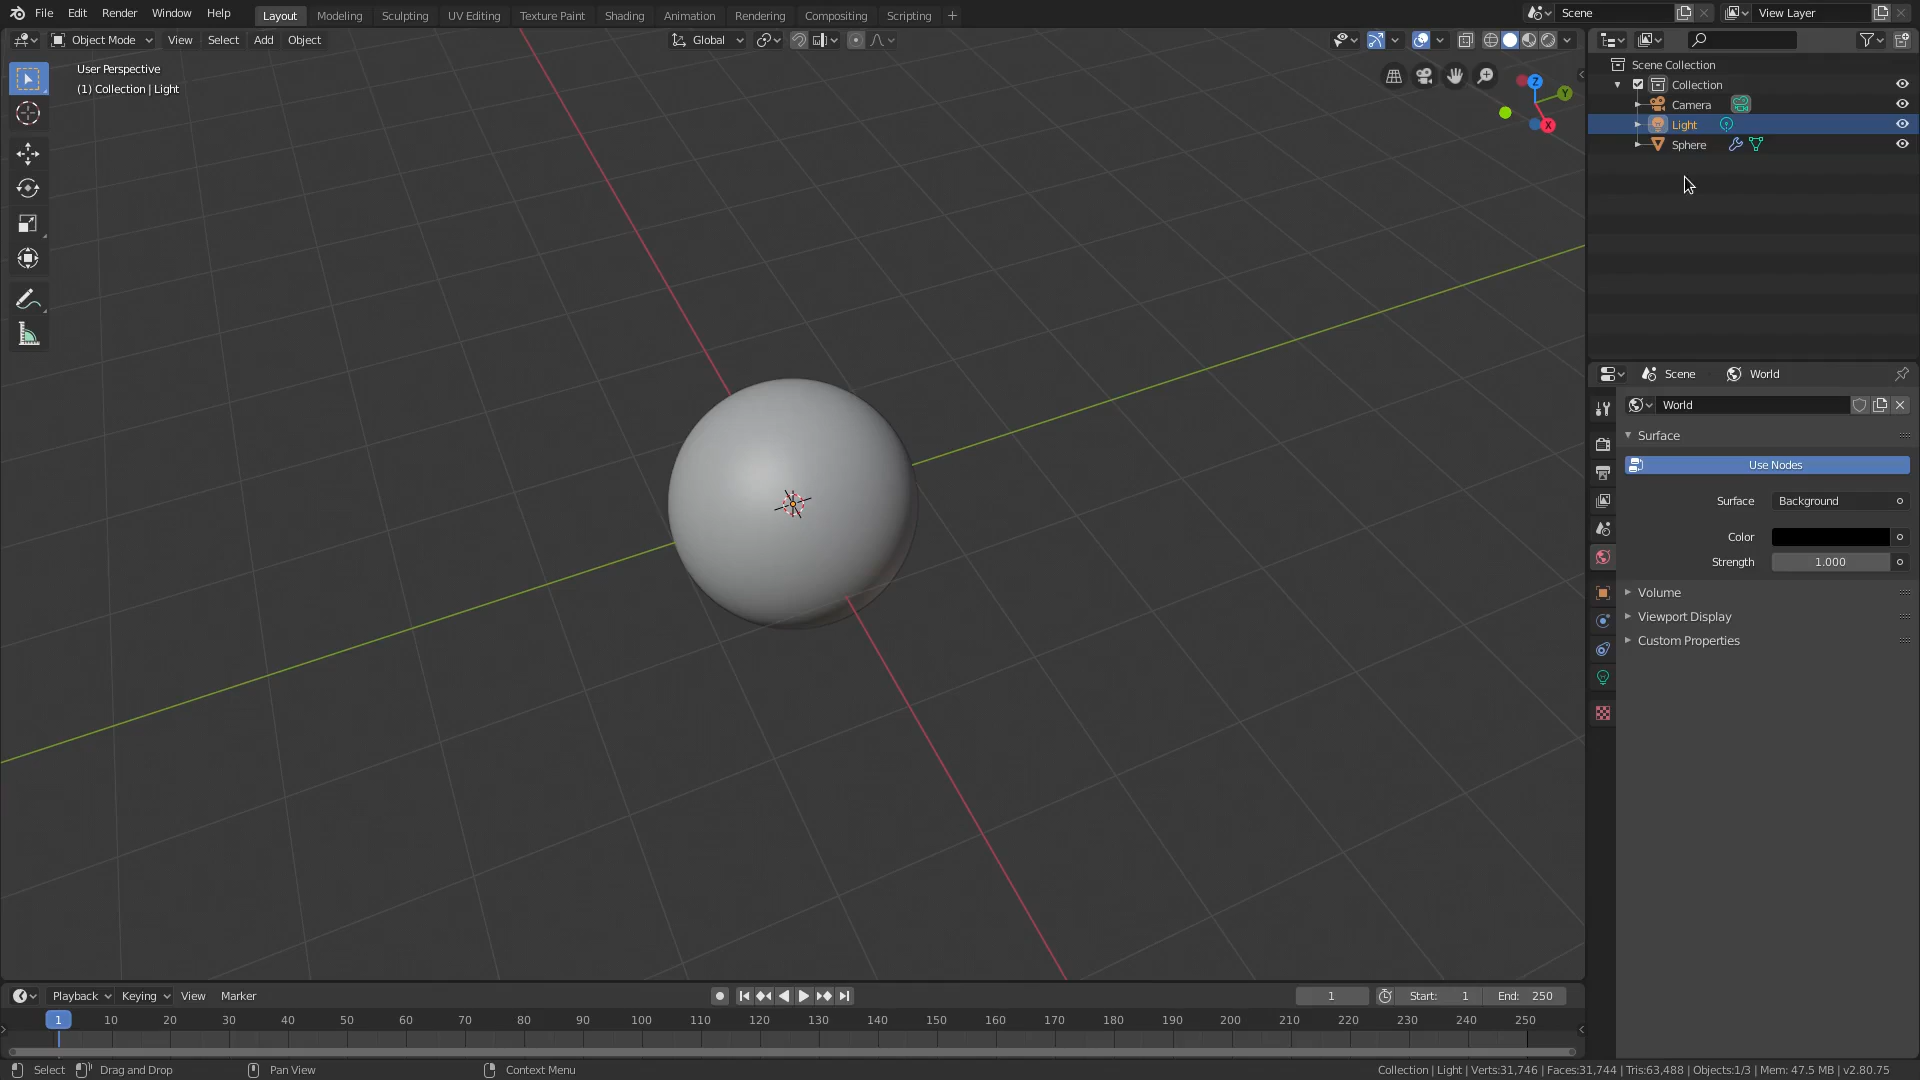 File Edit Render Window Help Layout Modeling Sculpting UV Editing Texture Paint Shading Animation Rendering Compositing Scripting + Scene View Layer
Object Mode View Select Add Object Global
User Perspective
(1) Collection | Light
Z
Y
X
Scene Collection
Collection
Camera
Light
Sphere
Scene World
World
Surface
Use Nodes
Surface Background
Color
Strength 1.000
Volume
Viewport Display
Custom Properties
Playback Keying View Marker 1 Start: 1 End: 250
1 10 20 30 40 50 60 70 80 90 100 110 120 130 140 150 160 170 180 190 200 210 220 230 240 250
Select Drag and Drop Pan View Context Menu Collection | Light | Verts:31,746 | Faces:31,744 | Tris:63,488 | Objects:1/3 | Mem: 47.5 MB | v2.80.75